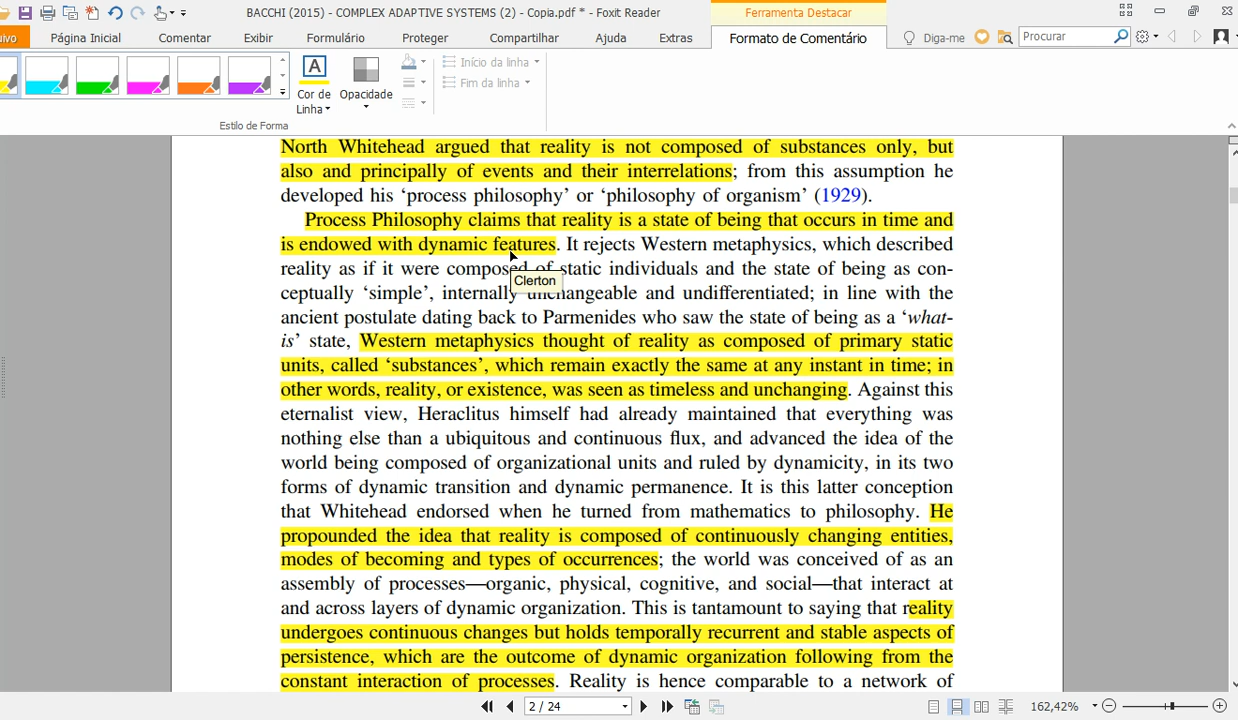 BACCHI (2015) - COMPLEX ADAPTIVE SYSTEMS (2) - Copia.pdf * - Foxit Reader
Ferramenta Destacar
Página Inicial
Comentar
Exibir
Formulário
Proteger
Compartilhar
Ajuda
Extras
Formato de Comentário
Diga-me
Procurar
Início da linha
Fim da linha
Cor de
Linha
Opacidade
Estilo de Forma
North Whitehead argued that reality is not composed of substances only, but
also and principally of events and their interrelations; from this assumption he
developed his ‘process philosophy’ or ‘philosophy of organism’ (1929).
Process Philosophy claims that reality is a state of being that occurs in time and
is endowed with dynamic features. It rejects Western metaphysics, which described
reality as if it were composed of static individuals and the state of being as con-
ceptually ‘simple’, internally unchangeable and undifferentiated; in line with the
Clerton
ancient postulate dating back to Parmenides who saw the state of being as a ‘what-
is’ state, Western metaphysics thought of reality as composed of primary static
units, called ‘substances’, which remain exactly the same at any instant in time; in
other words, reality, or existence, was seen as timeless and unchanging. Against this
eternalist view, Heraclitus himself had already maintained that everything was
nothing else than a ubiquitous and continuous flux, and advanced the idea of the
world being composed of organizational units and ruled by dynamicity, in its two
forms of dynamic transition and dynamic permanence. It is this latter conception
that Whitehead endorsed when he turned from mathematics to philosophy. He
propounded the idea that reality is composed of continuously changing entities,
modes of becoming and types of occurrences; the world was conceived of as an
assembly of processes—organic, physical, cognitive, and social—that interact at
and across layers of dynamic organization. This is tantamount to saying that reality
undergoes continuous changes but holds temporally recurrent and stable aspects of
persistence, which are the outcome of dynamic organization following from the
constant interaction of processes. Reality is hence comparable to a network of
2 / 24
162,42%